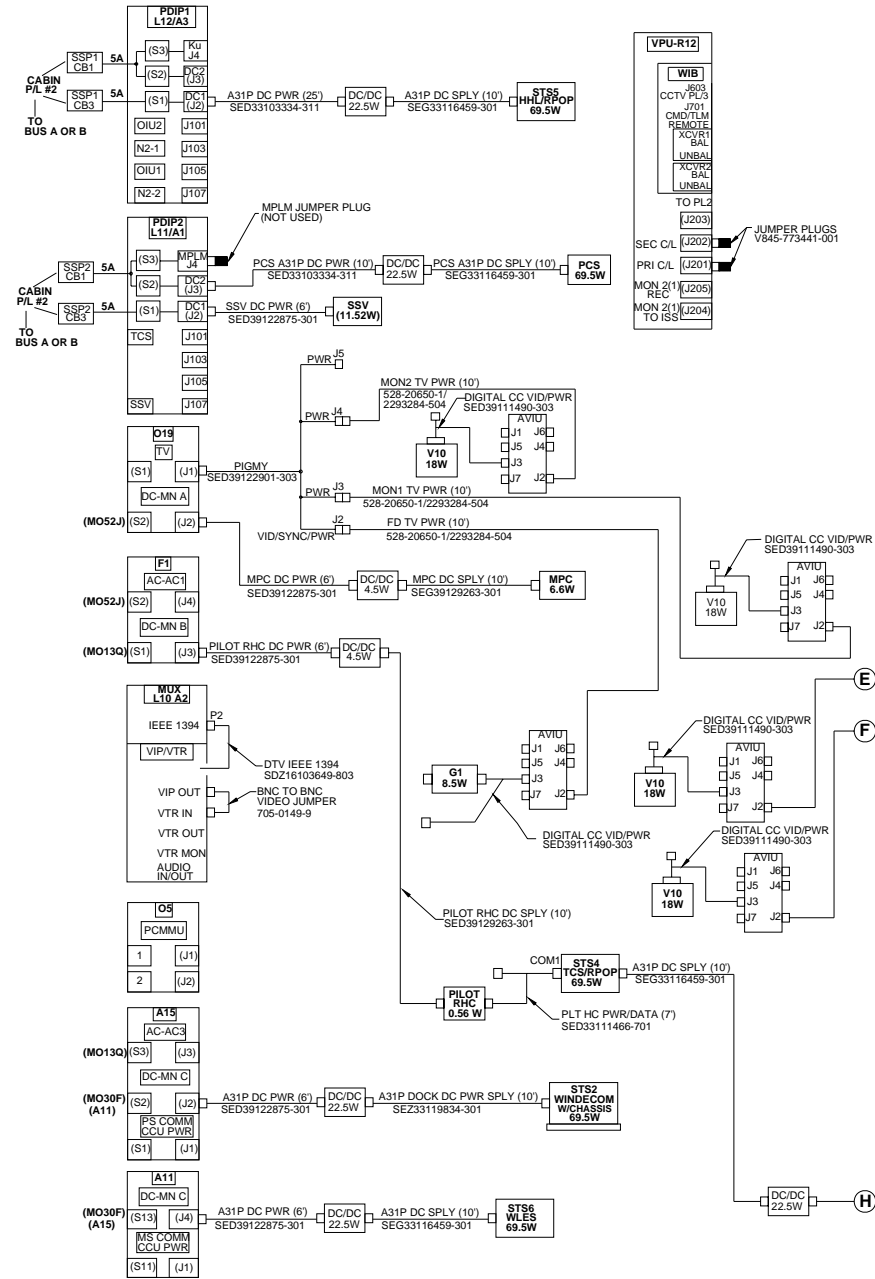 PDIP1
L12/A3
SSP1
CB1
5A
(S3)
Ku
J4
(S2)
DC2
(J3)
CABIN
P/L #2
SSP1
CB3
5A
(S1)
DC1
(J2)
A31P DC PWR (25')
SED33103334-311
DC/DC
22.5W
A31P DC SPLY (10')
SEG33116459-301
STS5
HHL/RPOP
69.5W
TO
BUS A OR B
OIU2
J101
N2-1
J103
OIU1
J105
N2-2
J107
VPU-R12
WIB
J603
CCTV PL/3
J701
CMD/TLM
REMOTE
XCVR1
BAL
UNBAL
XCVR2
BAL
UNBAL
TO PL2
(J203)
SEC C/L
(J202)
PRI C/L
(J201)
JUMPER PLUGS
V845-773441-001
MON 2(1)
REC
(J205)
MON 2(1)
TO ISS
(J204)
MPLM JUMPER PLUG
(NOT USED)
PDIP2
L11/A1
SSP2
CB1
5A
(S3)
MPLM
J4
(S2)
DC2
(J3)
PCS A31P DC PWR (10')
SED33103334-311
DC/DC
22.5W
PCS A31P DC SPLY (10')
SEG33116459-301
PCS
69.5W
CABIN
P/L #2
SSP2
CB3
5A
(S1)
DC1
(J2)
SSV DC PWR (6')
SED39122875-301
SSV
(11.52W)
TO
BUS A OR B
TCS
J101
J103
J105
SSV
J107
PWR
J5
PWR
J4
MON2 TV PWR (10')
528-20650-1/
2293284-504
DIGITAL CC VID/PWR
SED39111490-303
V10
18W
AVIU
J1
J6
J5
J4
J3
J7
J2
O19
TV
(S1)
(J1)
PIGMY
SED39122901-303
DC-MN A
(MO52J)
(S2)
(J2)
PWR
J3
MON1 TV PWR (10')
528-20650-1/2293284-504
J2
VID/SYNC/PWR
FD TV PWR (10')
528-20650-1/2293284-504
DIGITAL CC VID/PWR
SED39111490-303
V10
18W
AVIU
J1
J6
J5
J4
J3
J7
J2
F1
AC-AC1
(MO52J)
(S2)
(J4)
MPC DC PWR (6')
SED39122875-301
DC/DC
4.5W
MPC DC SPLY (10')
SEG39129263-301
MPC
6.6W
DC-MN B
(MO13Q)
(S1)
(J3)
PILOT RHC DC PWR (6')
SED39122875-301
DC/DC
4.5W
MUX
L10 A2
IEEE 1394
P2
VIP/VTR
DTV IEEE 1394
SDZ16103649-803
VIP OUT
VTR IN
BNC TO BNC
VIDEO JUMPER
705-0149-9
VTR OUT
VTR MON
AUDIO
IN/OUT
G1
8.5W
AVIU
J1
J6
J5
J4
J3
J7
J2
DIGITAL CC VID/PWR
SED39111490-303
E
DIGITAL CC VID/PWR
SED39111490-303
V10
18W
AVIU
J1
J6
J5
J4
J3
J7
J2
F
DIGITAL CC VID/PWR
SED39111490-303
V10
18W
AVIU
J1
J6
J5
J4
J3
J7
J2
O5
PCMMU
1
(J1)
2
(J2)
PILOT RHC DC SPLY (10')
SED39129263-301
PILOT
RHC
0.56 W
COM1
STS4
TCS/RPOP
69.5W
A31P DC SPLY (10')
SEG33116459-301
PLT HC PWR/DATA (7')
SED33111466-701
A15
AC-AC3
(MO13Q)
(S3)
(J3)
DC-MN C
(MO30F)
(A11)
(S2)
(J2)
A31P DC PWR (6')
SED39122875-301
DC/DC
22.5W
A31P DOCK DC PWR SPLY (10')
SEZ33119834-301
STS2
WINDECOM
W/CHASSIS
69.5W
PS COMM
CCU PWR
(S1)
(J1)
A11
DC-MN C
(MO30F)
(A15)
(S13)
(J4)
A31P DC PWR (6')
SED39122875-301
DC/DC
22.5W
A31P DC SPLY (10')
SEG33116459-301
STS6
WLES
69.5W
MS COMM
CCU PWR
(S11)
(J1)
DC/DC
22.5W
H